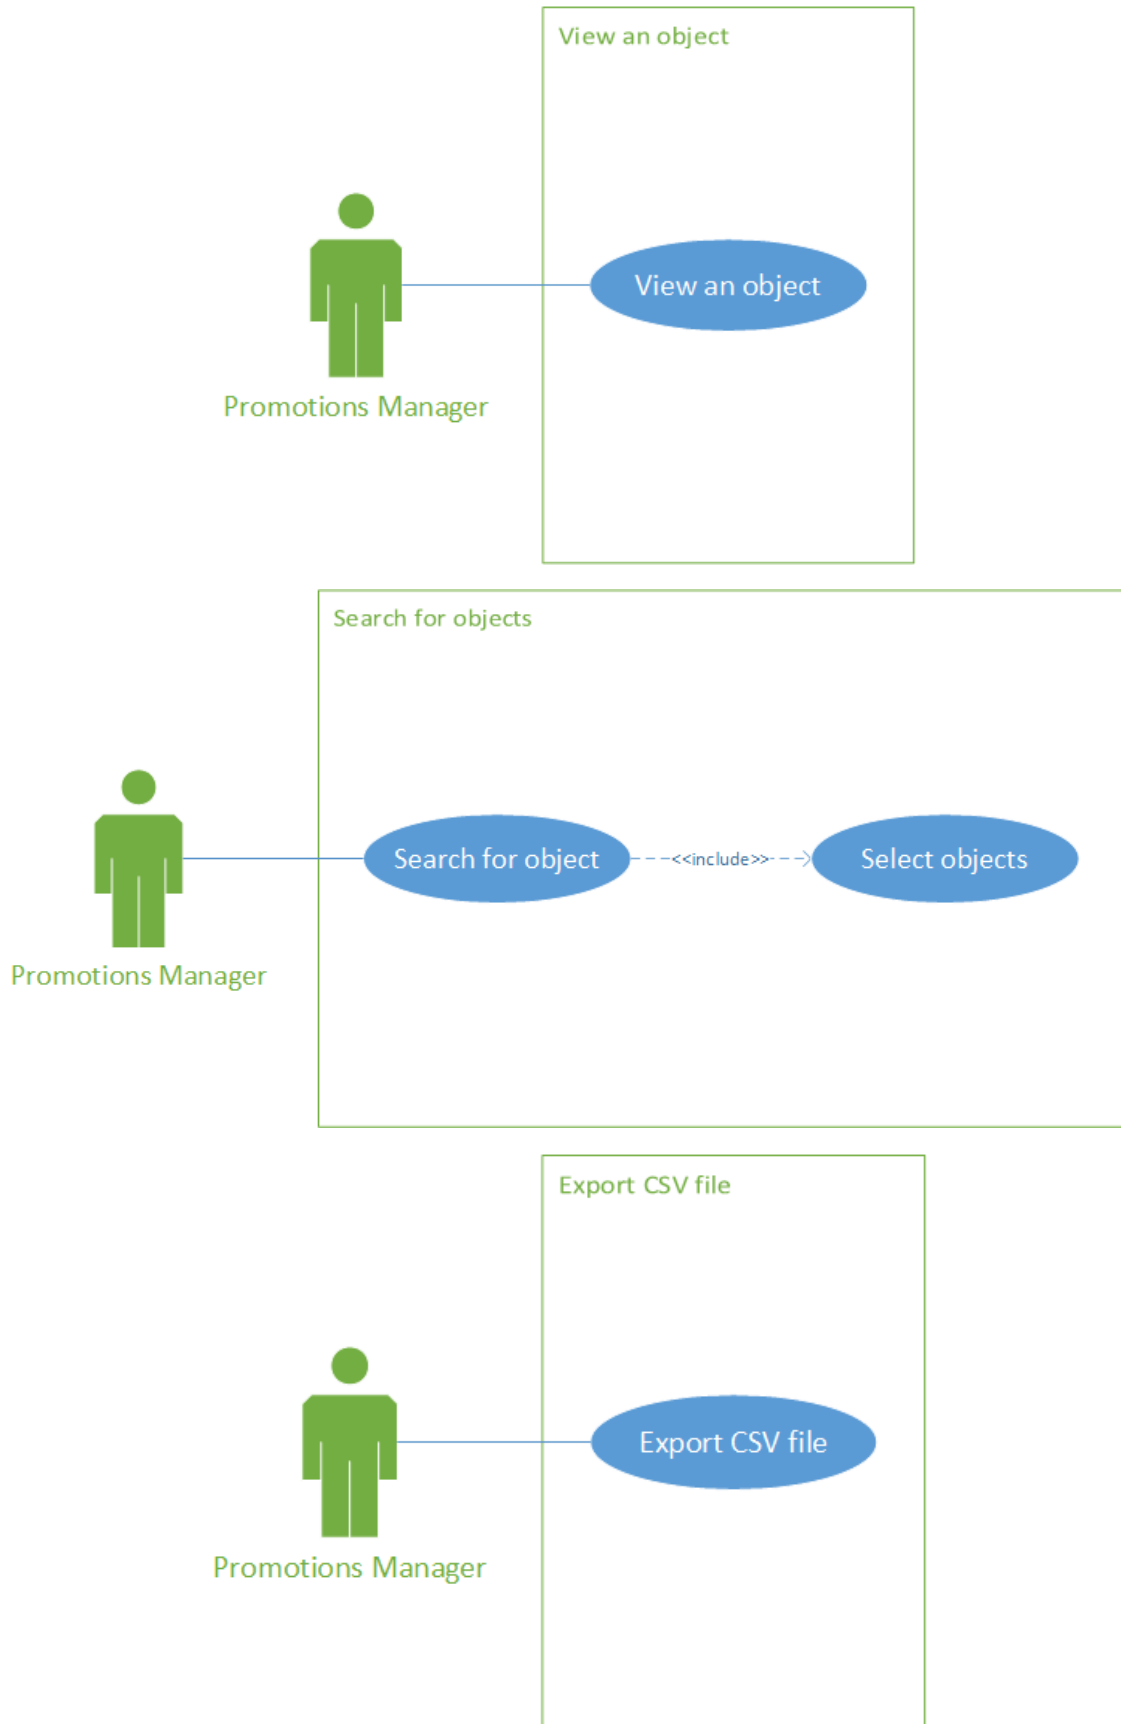 View an object
View an object
Promotions Manager
Search for objects
Search for object
<<include>>
Select objects
Promotions Manager
Export CSV file
Export CSV file
Promotions Manager